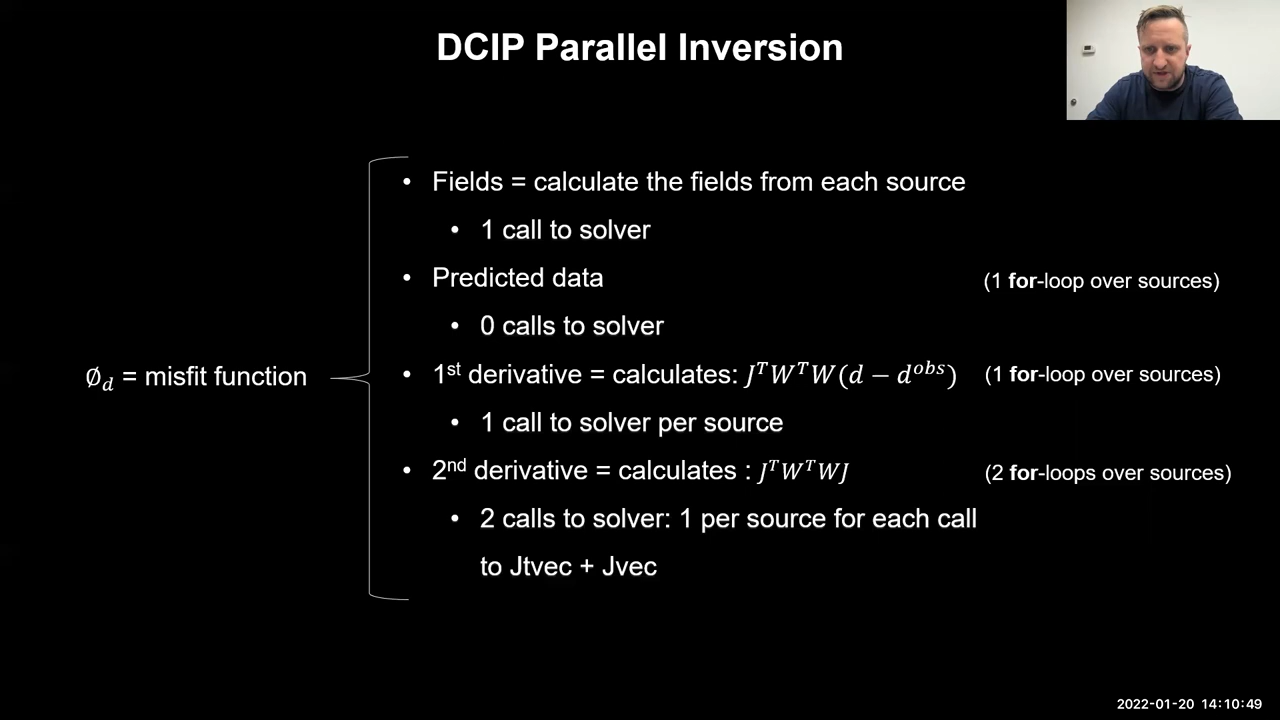 DCIP Parallel Inversion
• Fields = calculate the fields from each source
• 1 call to solver
• Predicted data (1 for-loop over sources)
• 0 calls to solver
∅d = misfit function
• 1st derivative = calculates: JᵀWᵀW(d − dᵒᵇˢ) (1 for-loop over sources)
• 1 call to solver per source
• 2nd derivative = calculates : JᵀWᵀWJ (2 for-loops over sources)
• 2 calls to solver: 1 per source for each call
to Jtvec + Jvec
2022-01-20 14:10:49